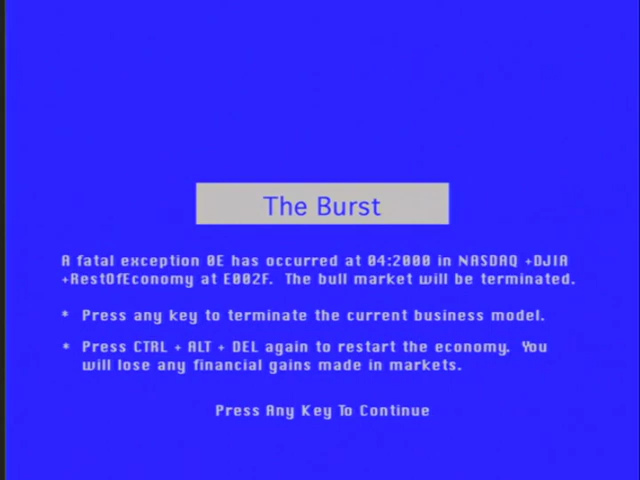 The Burst
A fatal exception 0E has occurred at 04:2000 in NASDAQ +DJIA
+RestOfEconomy at E002F. The bull market will be terminated.
* Press any key to terminate the current business model.
* Press CTRL + ALT + DEL again to restart the economy. You
will lose any financial gains made in markets.
Press Any Key To Continue